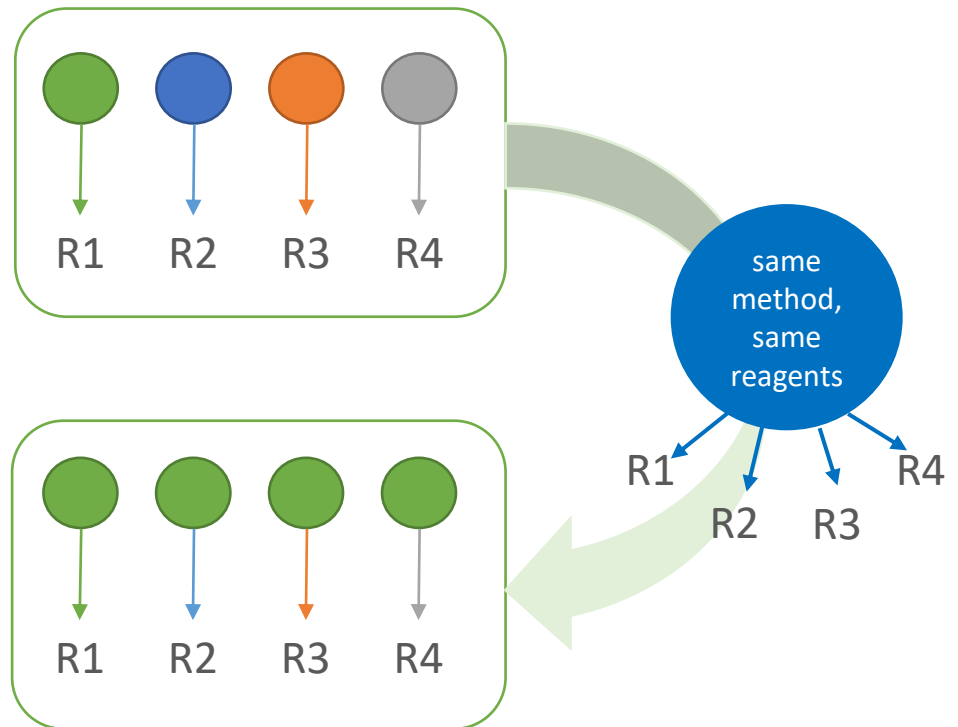 R1 R2 R3 R4
same
method,
same
reagents
R1 R4
R2 R3
R1 R2 R3 R4